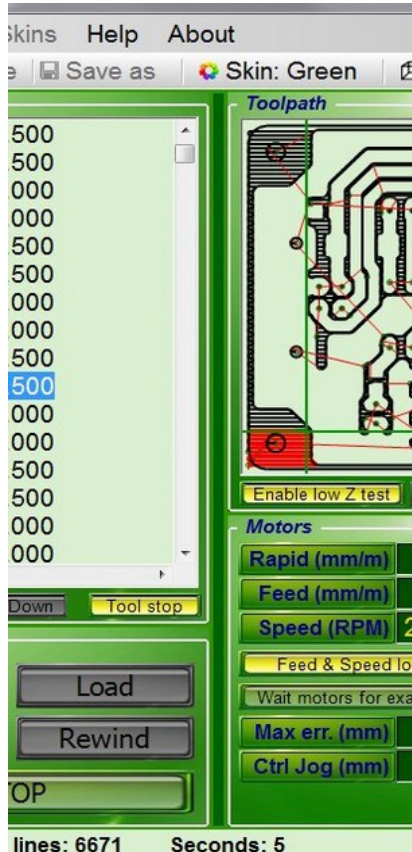 Skins Help About
Save as Skin: Green
Toolpath
.500
.500
.000
.000
.500
.500
.000
.000
.500
.500
.000
.000
.500
.500
.000
.000
Enable low Z test
Motors
Rapid (mm/m)
Feed (mm/m)
Down Tool stop
Speed (RPM) 2
Feed & Speed lo
Load
Wait motors for exa
Rewind
Max err. (mm)
Ctrl Jog (mm)
OP
lines: 6671 Seconds: 5